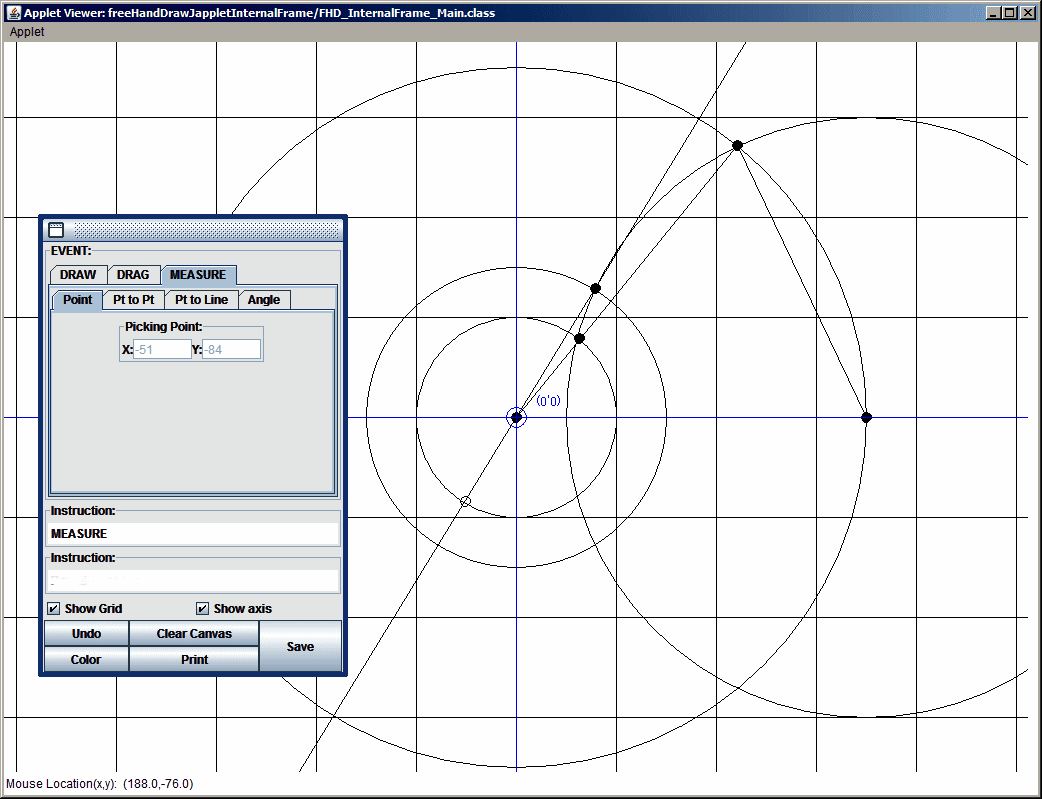 Applet Viewer: freeHandDrawJappletInternalFrame/FHD_InternalFrame_Main.class
Applet
EVENT:
DRAW DRAG MEASURE
Point Pt to Pt Pt to Line Angle
Picking Point:
X: -51 Y: -84
(0'0)
Instruction:
MEASURE
Instruction:
Show Grid Show axis
Undo Clear Canvas Save
Color Print
Mouse Location(x,y): (188.0,-76.0)